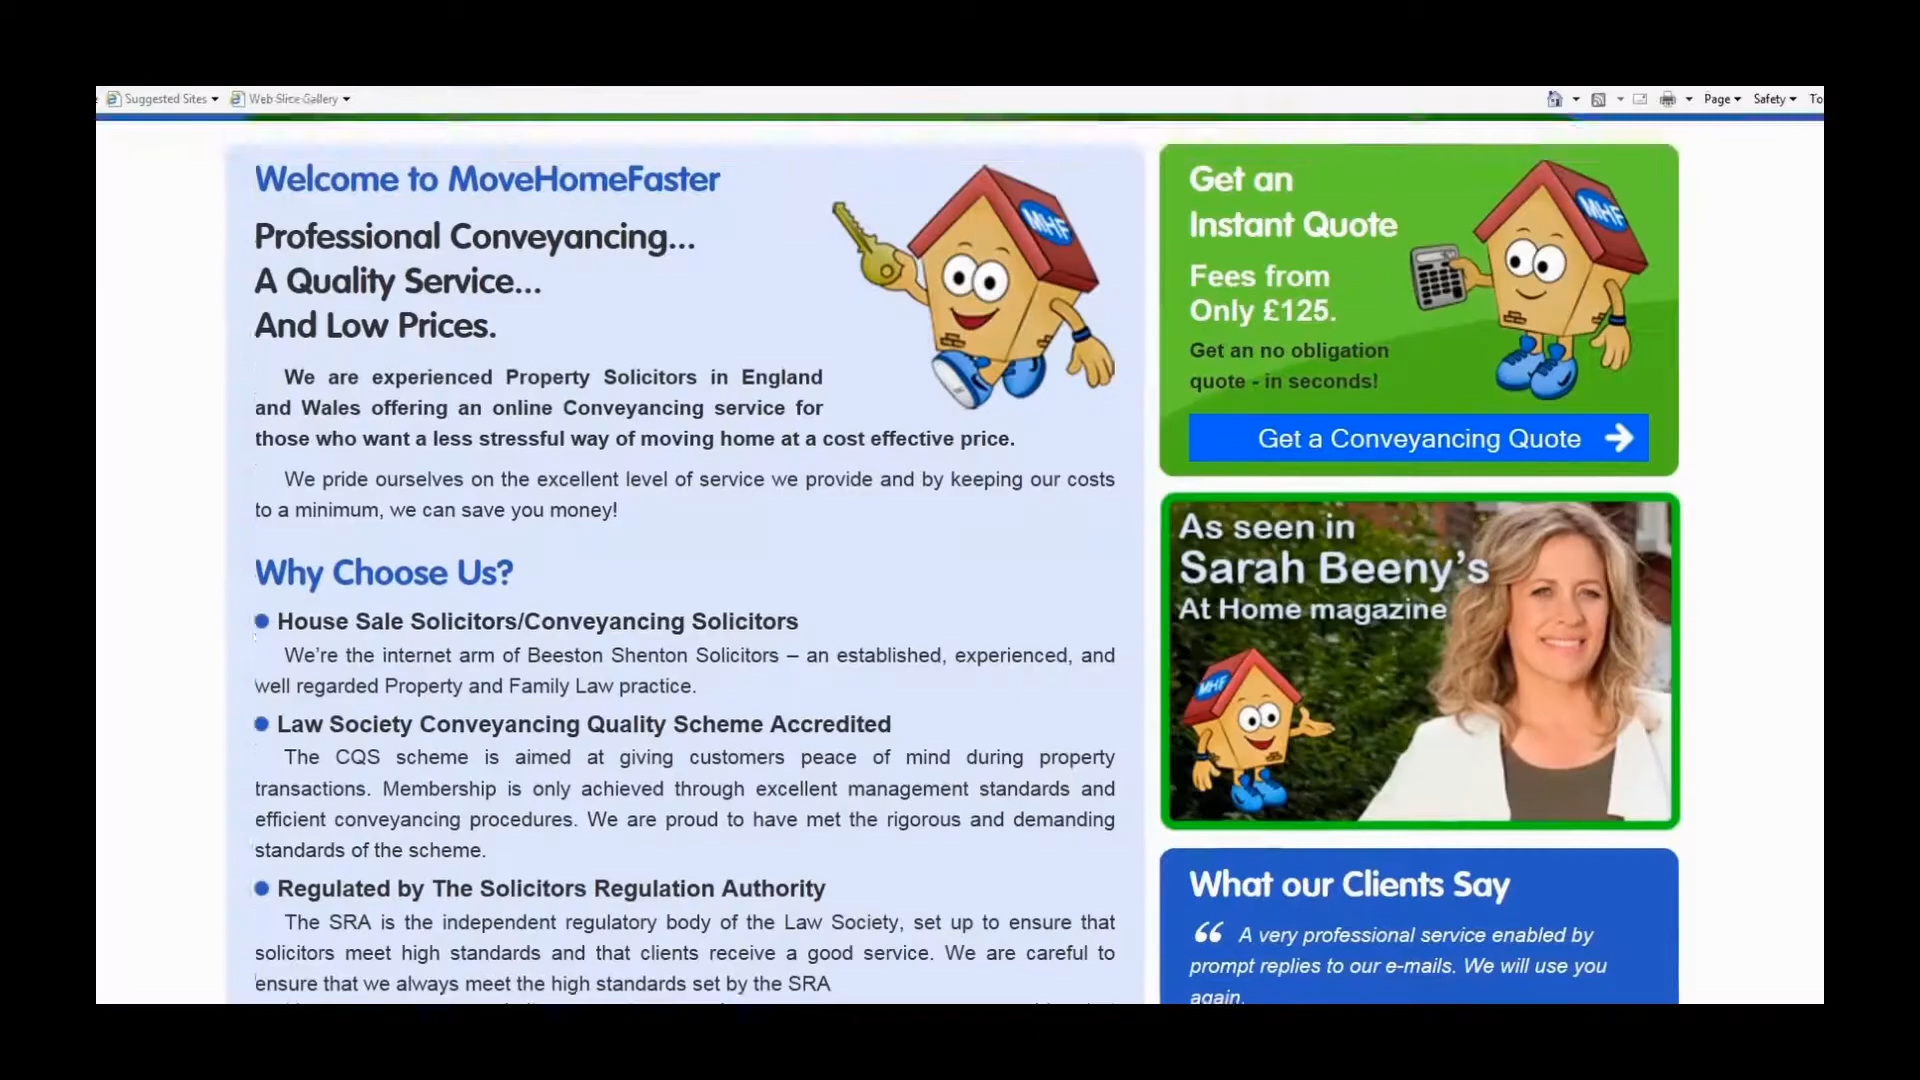 Suggested Sites
Web Slice Gallery
Page
Safety
To
Welcome to MoveHomeFaster
Professional Conveyancing...
A Quality Service...
And Low Prices.
MHF
We are experienced Property Solicitors in England
and Wales offering an online Conveyancing service for
those who want a less stressful way of moving home at a cost effective price.
We pride ourselves on the excellent level of service we provide and by keeping our costs
to a minimum, we can save you money!
Why Choose Us?
House Sale Solicitors/Conveyancing Solicitors
We’re the internet arm of Beeston Shenton Solicitors – an established, experienced, and
well regarded Property and Family Law practice.
Law Society Conveyancing Quality Scheme Accredited
The CQS scheme is aimed at giving customers peace of mind during property
transactions. Membership is only achieved through excellent management standards and
efficient conveyancing procedures. We are proud to have met the rigorous and demanding
standards of the scheme.
Regulated by The Solicitors Regulation Authority
The SRA is the independent regulatory body of the Law Society, set up to ensure that
solicitors meet high standards and that clients receive a good service. We are careful to
ensure that we always meet the high standards set by the SRA
Get an
Instant Quote
MHF
Fees from
Only £125.
Get an no obligation
quote - in seconds!
Get a Conveyancing Quote
As seen in
Sarah Beeny’s
At Home magazine
MHF
What our Clients Say
“ A very professional service enabled by
prompt replies to our e-mails. We will use you
again.